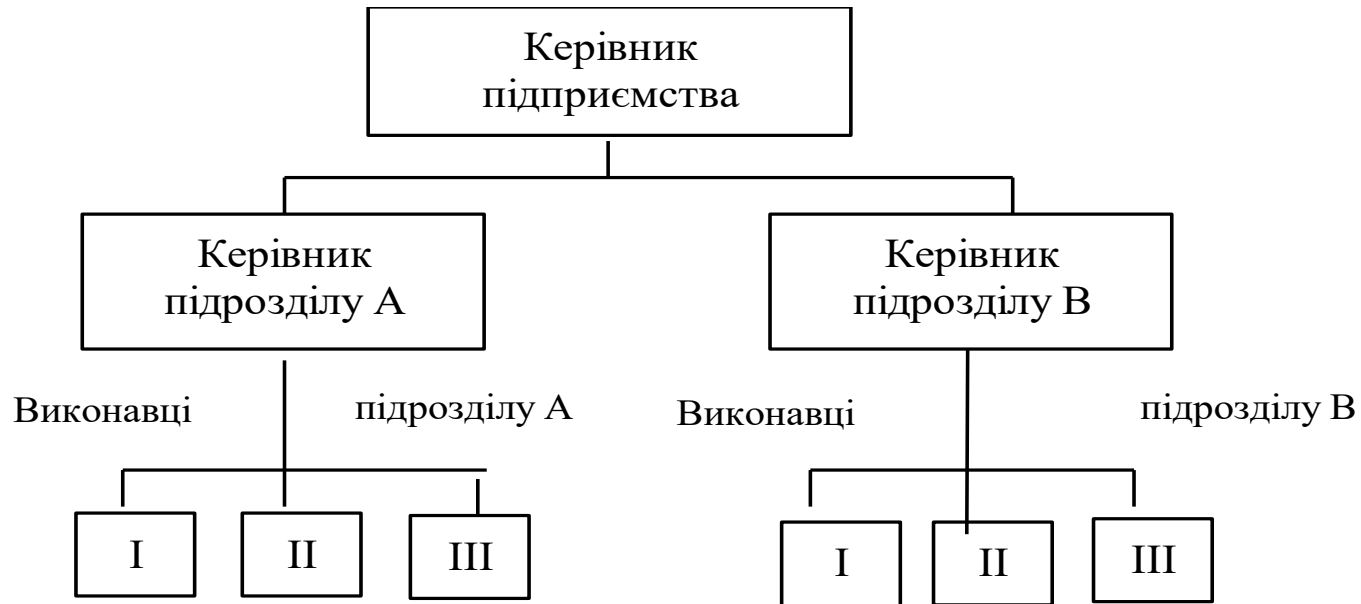 Керівник
підприємства
Керівник
підрозділу А
Керівник
підрозділу В
Виконавці підрозділу А
Виконавці підрозділу В
I II III
I II III